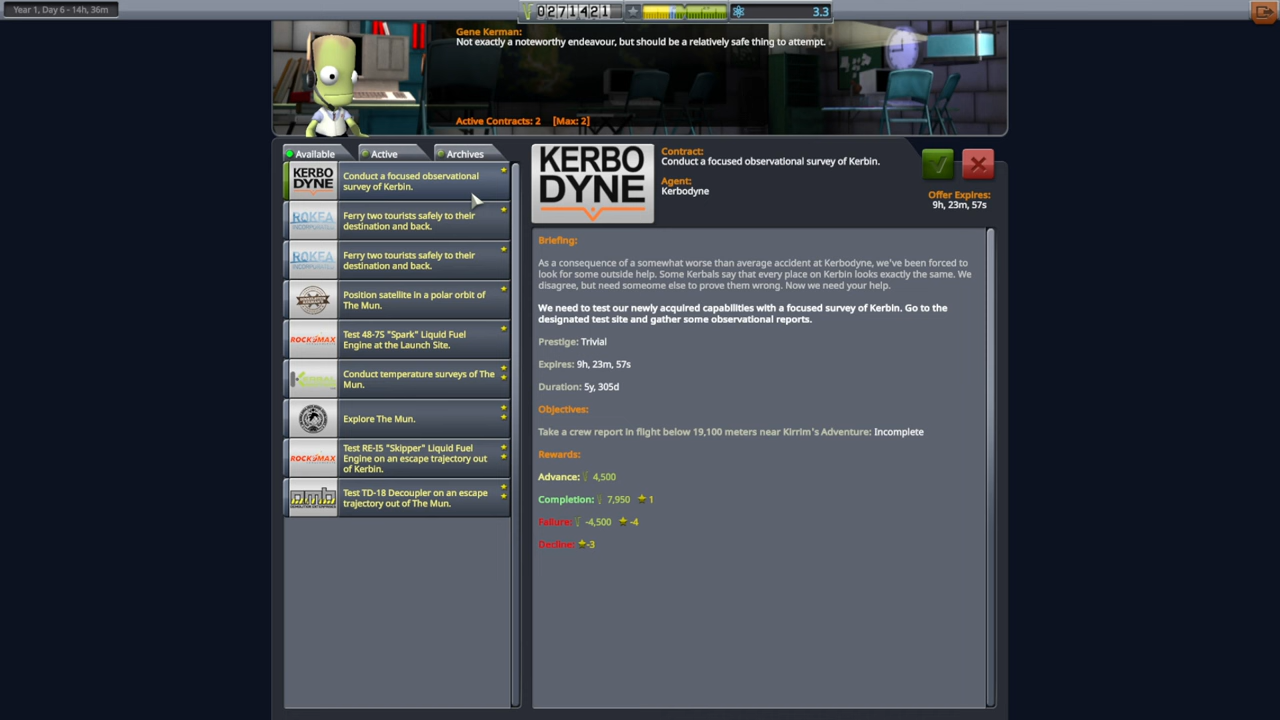 Year 1, Day 6 - 14h, 36m
0271421
3.3
Gene Kerman:
Not exactly a noteworthy endeavour, but should be a relatively safe thing to attempt.
Active Contracts: 2 [Max: 2]
Available
Active
Archives
KERBO
DYNE
Conduct a focused observational
survey of Kerbin.
ROKEA
Ferry two tourists safely to their
destination and back.
ROKEA
Ferry two tourists safely to their
destination and back.
Position satellite in a polar orbit of
The Mun.
ROCKOMAX
Test 48-7S "Spark" Liquid Fuel
Engine at the Launch Site.
Conduct temperature surveys of The
Mun.
Explore The Mun.
ROCKOMAX
Test RE-I5 "Skipper" Liquid Fuel
Engine on an escape trajectory out
of Kerbin.
Test TD-18 Decoupler on an escape
trajectory out of The Mun.
KERBO
DYNE
Contract:
Conduct a focused observational survey of Kerbin.
Agent:
Kerbodyne
Offer Expires:
9h, 23m, 57s
Briefing:
As a consequence of a somewhat worse than average accident at Kerbodyne, we've been forced to
look for some outside help. Some Kerbals say that every place on Kerbin looks exactly the same. We
disagree, but need someone else to prove them wrong. Now we need your help.
We need to test our newly acquired capabilities with a focused survey of Kerbin. Go to the
designated test site and gather some observational reports.
Prestige: Trivial
Expires: 9h, 23m, 57s
Duration: 5y, 305d
Objectives:
Take a crew report in flight below 19,100 meters near Kirrim's Adventure: Incomplete
Rewards:
Advance: 4,500
Completion: 7,950 1
Failure: -4,500 -4
Decline: -3